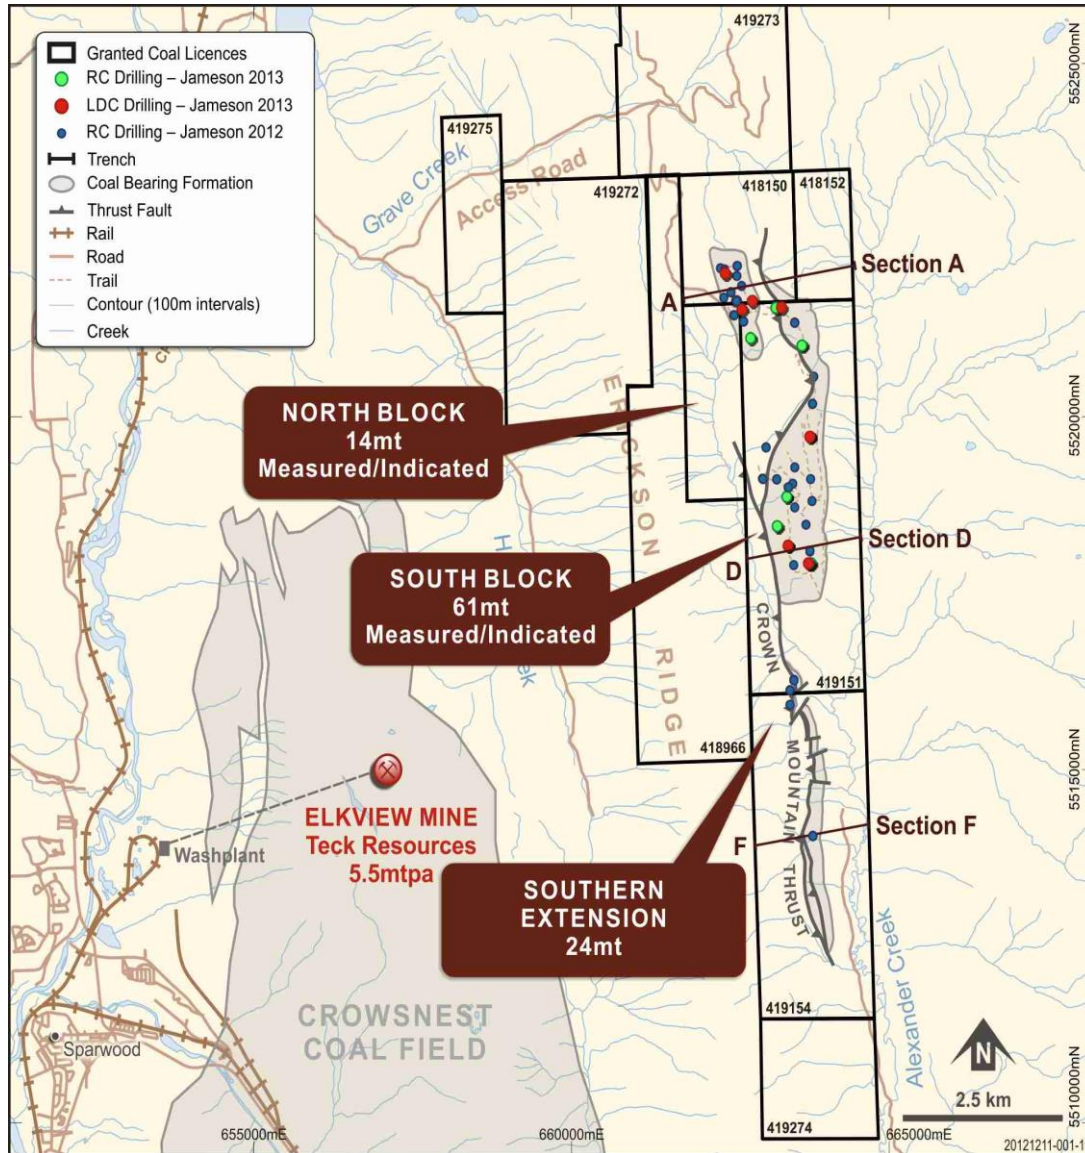 Granted Coal Licences
RC Drilling – Jameson 2013
LDC Drilling – Jameson 2013
RC Drilling – Jameson 2012
Trench
Coal Bearing Formation
Thrust Fault
Rail
Road
Trail
Contour (100m intervals)
Creek
419273
5525000mN
419275
Grave Creek
Access Road
419272
418150
418152
Section A
A
NORTH BLOCK
14mt
Measured/Indicated
ERICKSON
RIDGE
5520000mN
SOUTH BLOCK
61mt
Measured/Indicated
Section D
D
CROWN
MOUNTAIN
THRUST
419151
418966
5515000mN
ELKVIEW MINE
Teck Resources
5.5mtpa
Washplant
Section F
F
SOUTHERN
EXTENSION
24mt
CROWSNEST
COAL FIELD
Sparwood
419154
Alexander Creek
N
2.5 km
5510000mN
655000mE
660000mE
665000mE
419274
20121211-001-1